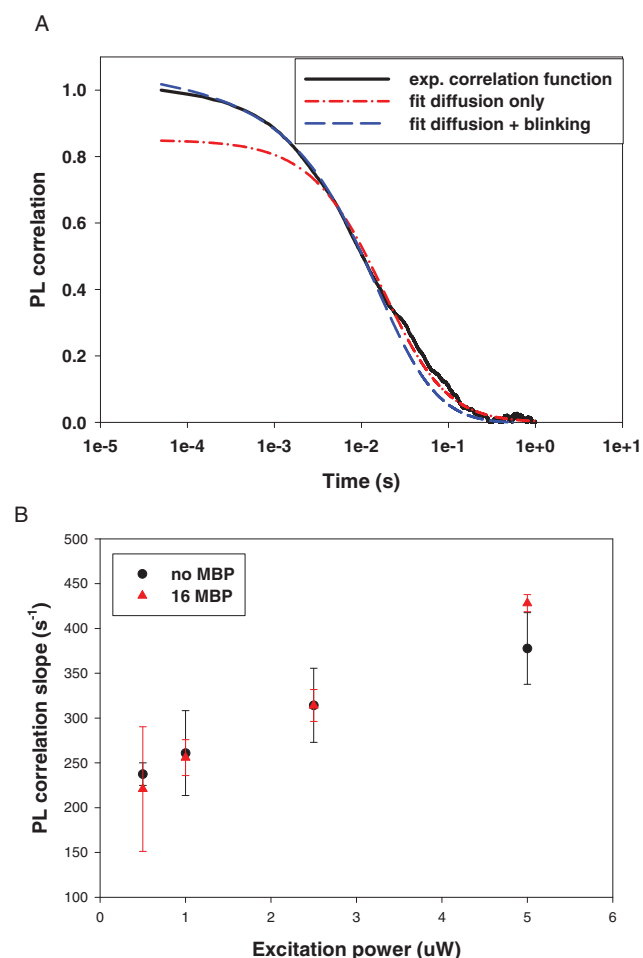 A
PL correlation
1.0
0.8
0.6
0.4
0.2
0.0
exp. correlation function
fit diffusion only
fit diffusion + blinking
1e-5 1e-4 1e-3 1e-2 1e-1 1e+0 1e+1
Time (s)
B
PL correlation slope (s⁻¹)
500
450
400
350
300
250
200
150
100
no MBP
16 MBP
0 1 2 3 4 5 6
Excitation power (uW)